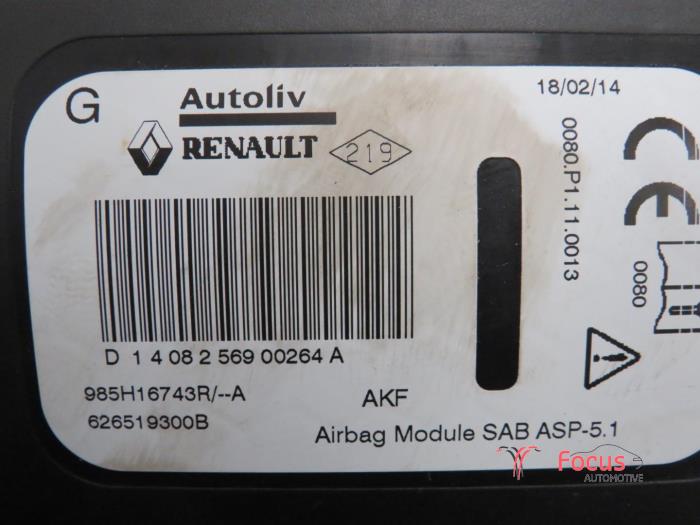 G
Autoliv
RENAULT
219
18/02/14
0080.P1.11.0013
CE
0080
D 1 4 08 2 569 00264 A
985H16743R/--A
626519300B
AKF
Airbag Module SAB ASP-5.1
Focus
AUTOMOTIVE